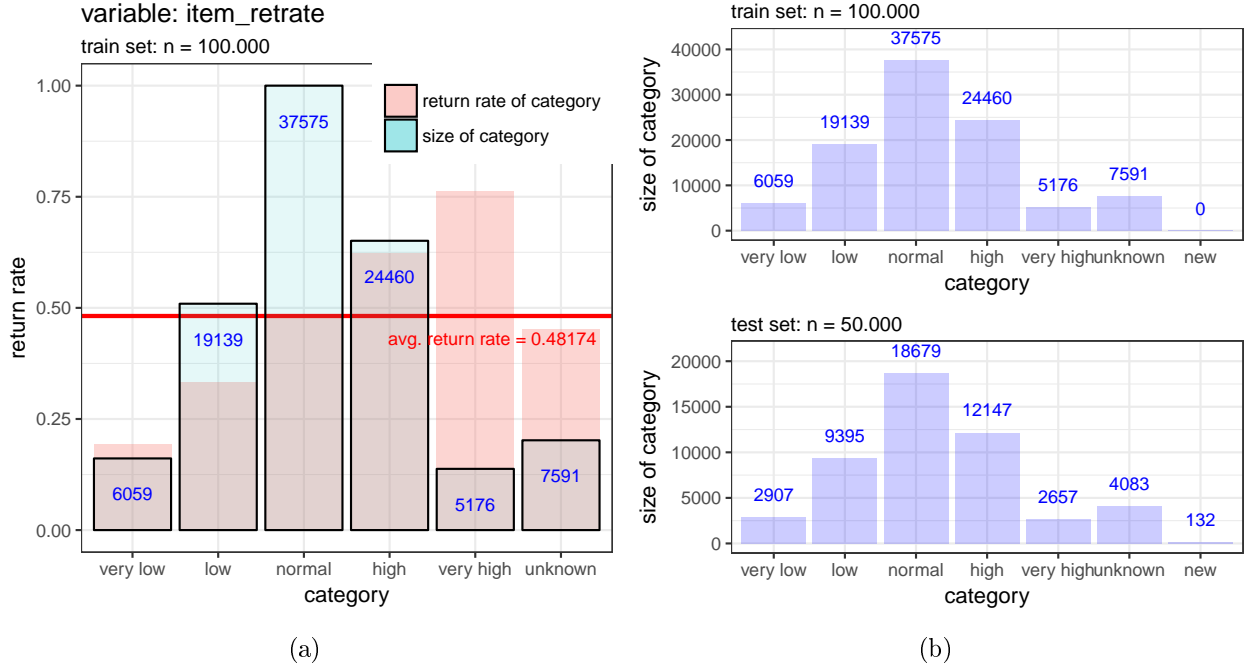 variable: item_retrate
train set: n = 100.000
1.00
0.75
0.50
0.25
0.00
return rate
return rate of category
size of category
37575
24460
19139
avg. return rate = 0.48174
6059
5176
7591
very low low normal high very high unknown
category
(a)
train set: n = 100.000
40000
30000
20000
10000
0
size of category
6059 19139 37575 24460 5176 7591 0
very low low normal high very high unknown new
category
test set: n = 50.000
20000
15000
10000
5000
0
size of category
2907 9395 18679 12147 2657 4083 132
very low low normal high very high unknown new
category
(b)